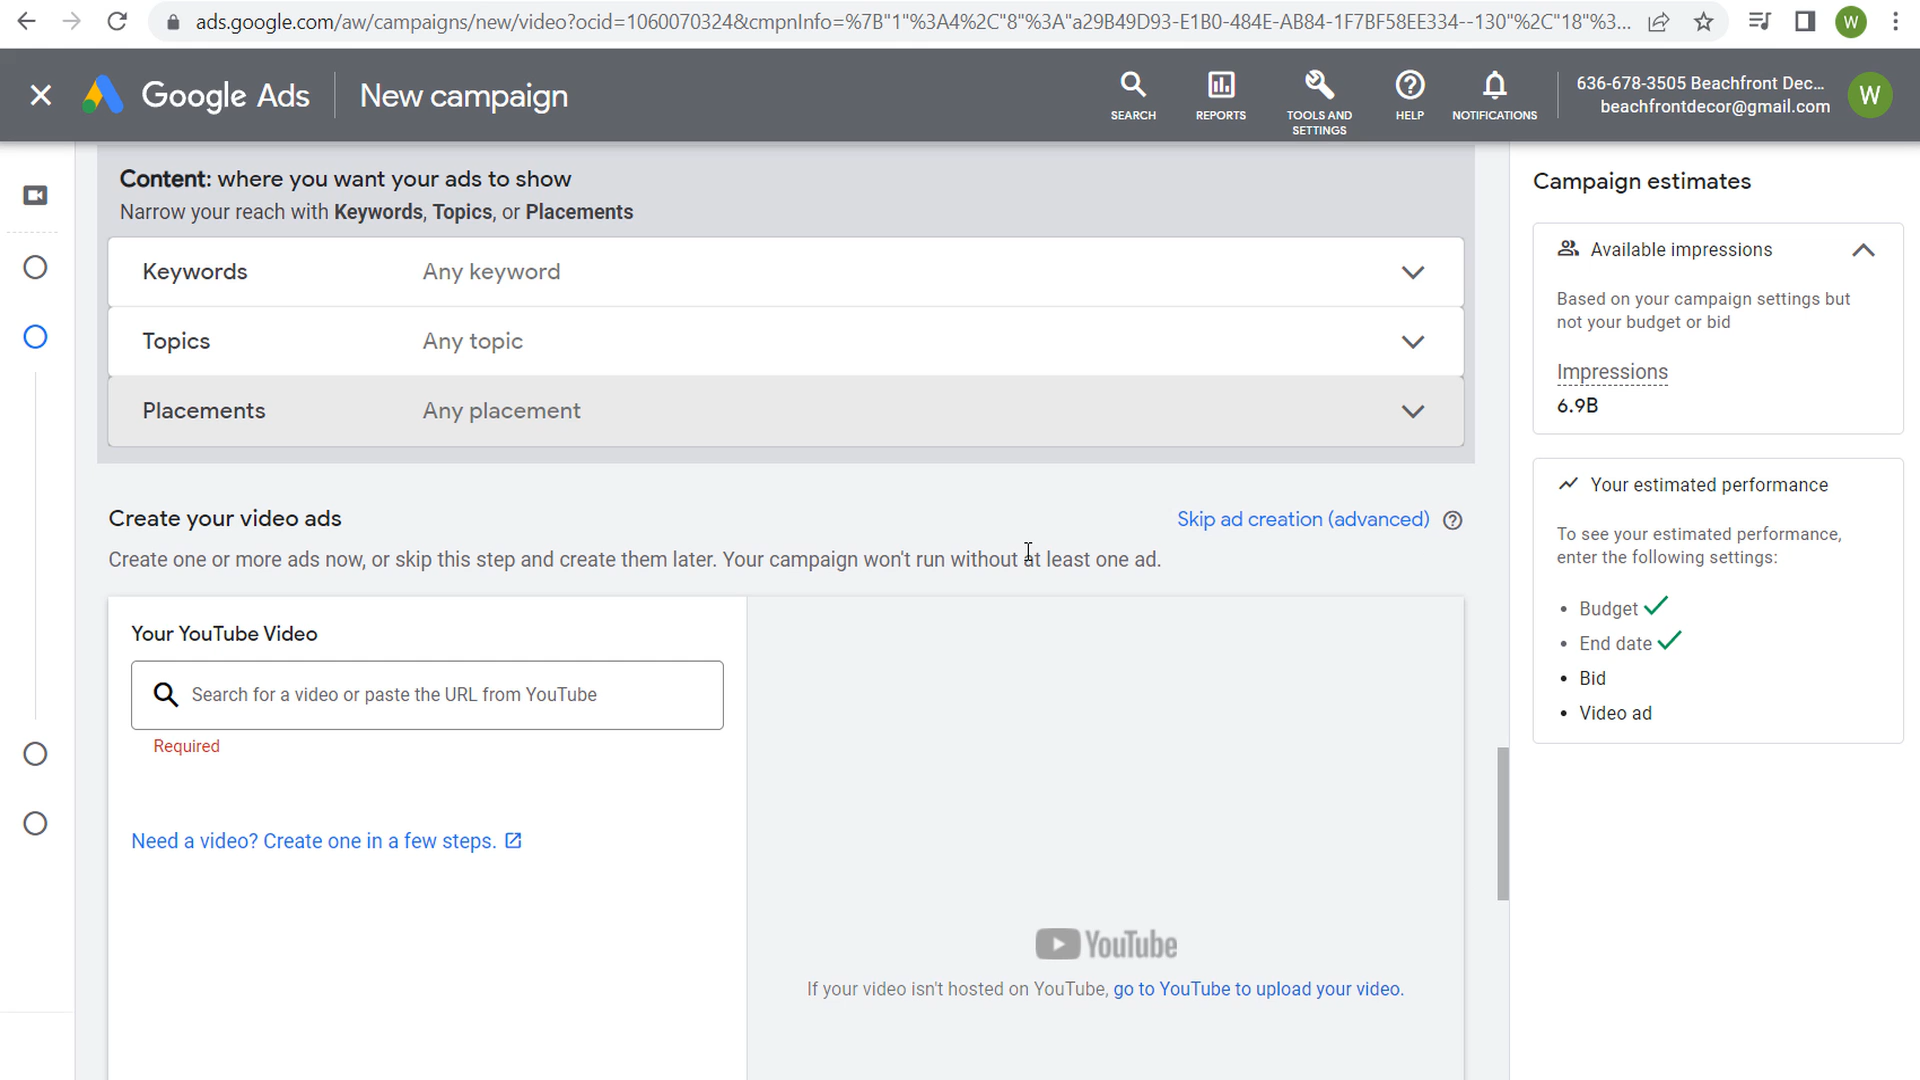 ads.google.com/aw/campaigns/new/video?ocid=1060070324&cmpnInfo=%7B"1"%3A4%2C"8"%3A"a29B49D93-E1B0-484E-AB84-1F7BF58EE334--130"%2C"18"%3...
W
Google Ads
New campaign
SEARCH
REPORTS
TOOLS AND
SETTINGS
HELP
NOTIFICATIONS
636-678-3505 Beachfront Dec...
beachfrontdecor@gmail.com
W
Content: where you want your ads to show
Narrow your reach with Keywords, Topics, or Placements
Keywords Any keyword
Topics Any topic
Placements Any placement
Create your video ads
Skip ad creation (advanced)
Create one or more ads now, or skip this step and create them later. Your campaign won't run without at least one ad.
Your YouTube Video
Search for a video or paste the URL from YouTube
Required
Need a video? Create one in a few steps.
YouTube
If your video isn't hosted on YouTube, go to YouTube to upload your video.
Campaign estimates
Available impressions
Based on your campaign settings but
not your budget or bid
Impressions
6.9B
Your estimated performance
To see your estimated performance,
enter the following settings:
• Budget
• End date
• Bid
• Video ad